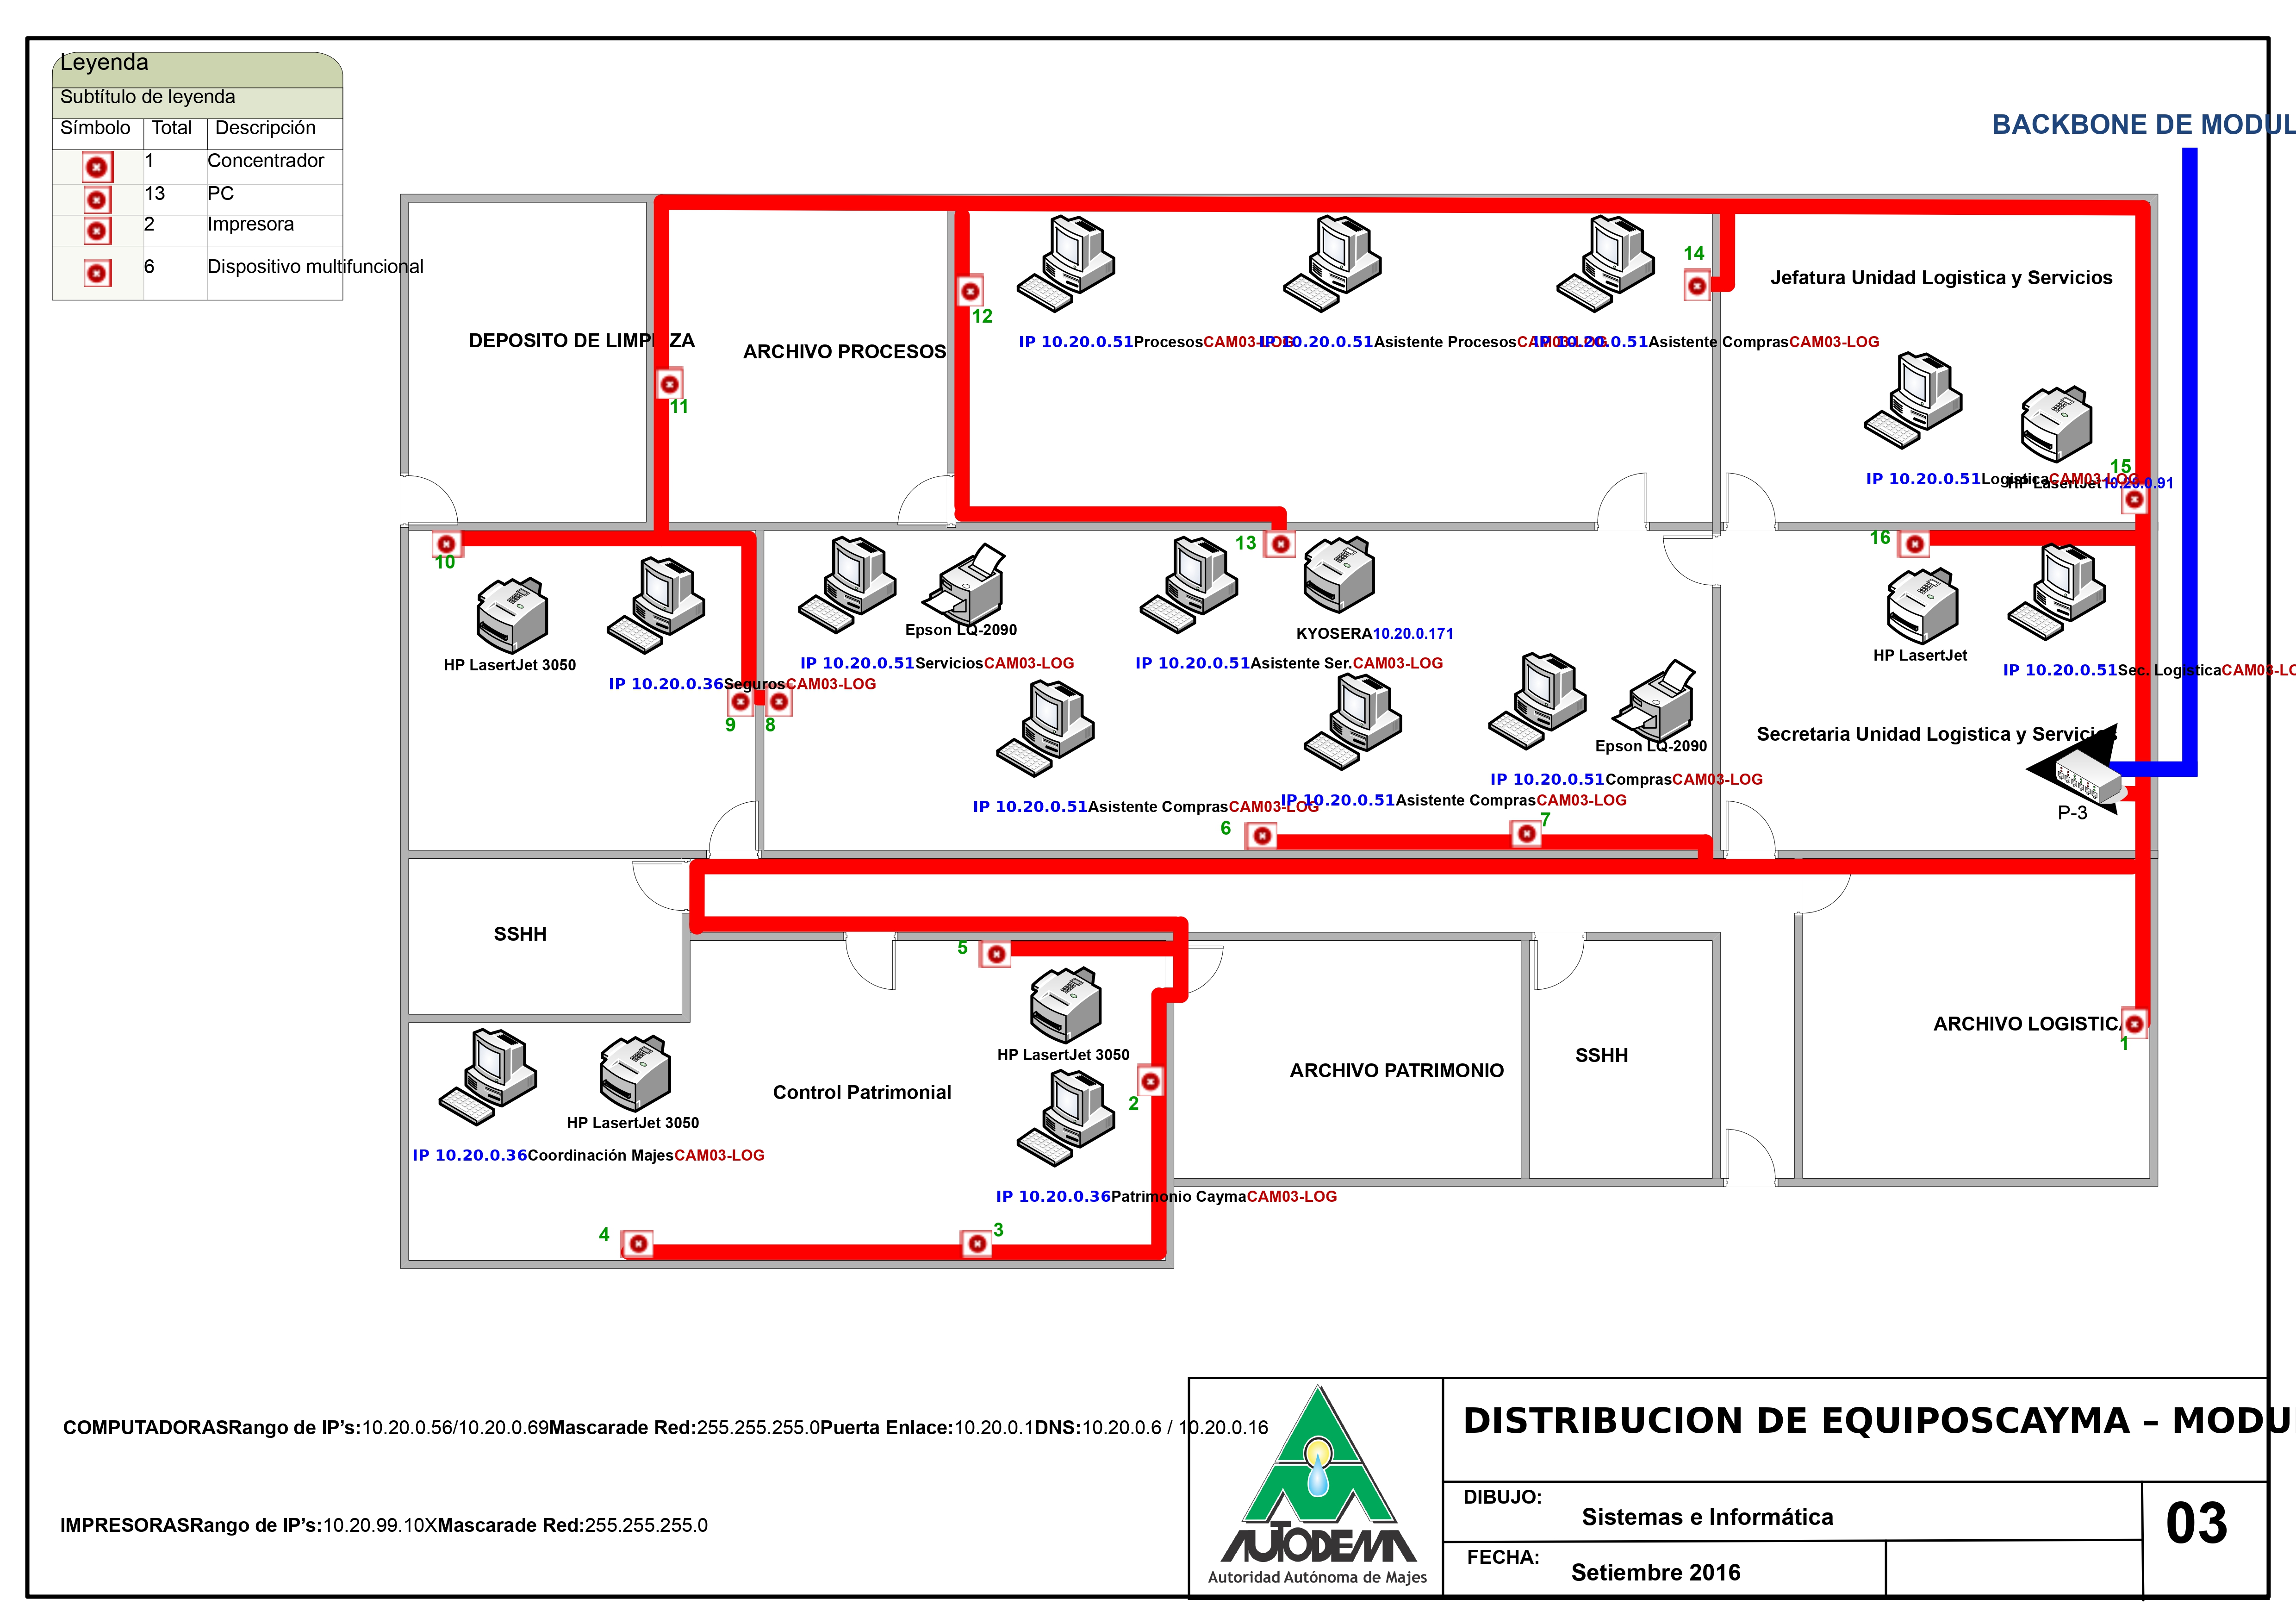 Leyenda
Subtítulo de leyenda
Símbolo Total Descripción
1 Concentrador
13 PC
2 Impresora
6 Dispositivo multifuncional
BACKBONE DE MODUL
14
Jefatura Unidad Logistica y Servicios
12
DEPOSITO DE LIMPIEZA
ARCHIVO PROCESOS
IP 10.20.0.51ProcesosCAM03-LOG
IP 10.20.0.51Asistente ProcesosCAM03-LOG
IP 10.20.0.51Asistente ComprasCAM03-LOG
11
15
IP 10.20.0.51LogisticaCAM03-LOG
HP LasertJet10.20.0.91
10
13
16
HP LasertJet 3050
IP 10.20.0.36SegurosCAM03-LOG
Epson LQ-2090
IP 10.20.0.51ServiciosCAM03-LOG
IP 10.20.0.51Asistente Ser.CAM03-LOG
KYOSERA10.20.0.171
HP LasertJet
IP 10.20.0.51Sec. LogisticaCAM03-LO
9
8
Secretaria Unidad Logistica y Servicios
Epson LQ-2090
IP 10.20.0.51ComprasCAM03-LOG
IP 10.20.0.51Asistente ComprasCAM03-LOG
IP 10.20.0.51Asistente ComprasCAM03-LOG
P-3
6
7
SSHH
5
ARCHIVO LOGISTICA
1
HP LasertJet 3050
SSHH
ARCHIVO PATRIMONIO
Control Patrimonial
2
HP LasertJet 3050
IP 10.20.0.36Coordinación MajesCAM03-LOG
IP 10.20.0.36Patrimonio CaymaCAM03-LOG
4
3
COMPUTADORASRango de IP’s:10.20.0.56/10.20.0.69Mascarade Red:255.255.255.0Puerta Enlace:10.20.0.1DNS:10.20.0.6 / 10.20.0.16
IMPRESORASRango de IP’s:10.20.99.10XMascarade Red:255.255.255.0
AUTODEMA
Autoridad Autónoma de Majes
DISTRIBUCION DE EQUIPOSCAYMA – MODU
DIBUJO:
Sistemas e Informática
FECHA:
Setiembre 2016
03